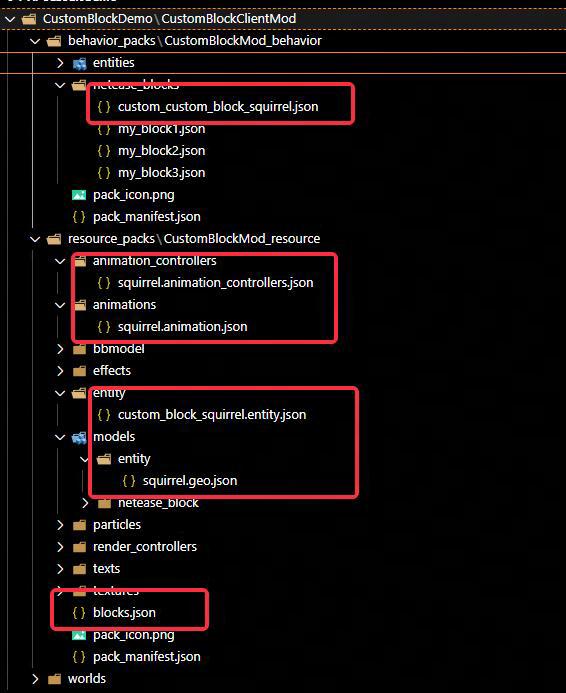 CustomBlockDemo\CustomBlockClientMod
behavior_packs\CustomBlockMod_behavior
entities
netease_blocks
{ } custom_custom_block_squirrel.json
{ } my_block1.json
{ } my_block2.json
{ } my_block3.json
pack_icon.png
{ } pack_manifest.json
resource_packs\CustomBlockMod_resource
animation_controllers
{ } squirrel.animation_controllers.json
animations
{ } squirrel.animation.json
bbmodel
effects
entity
{ } custom_block_squirrel.entity.json
models
entity
{ } squirrel.geo.json
netease_block
particles
render_controllers
texts
textures
{ } blocks.json
pack_icon.png
{ } pack_manifest.json
worlds